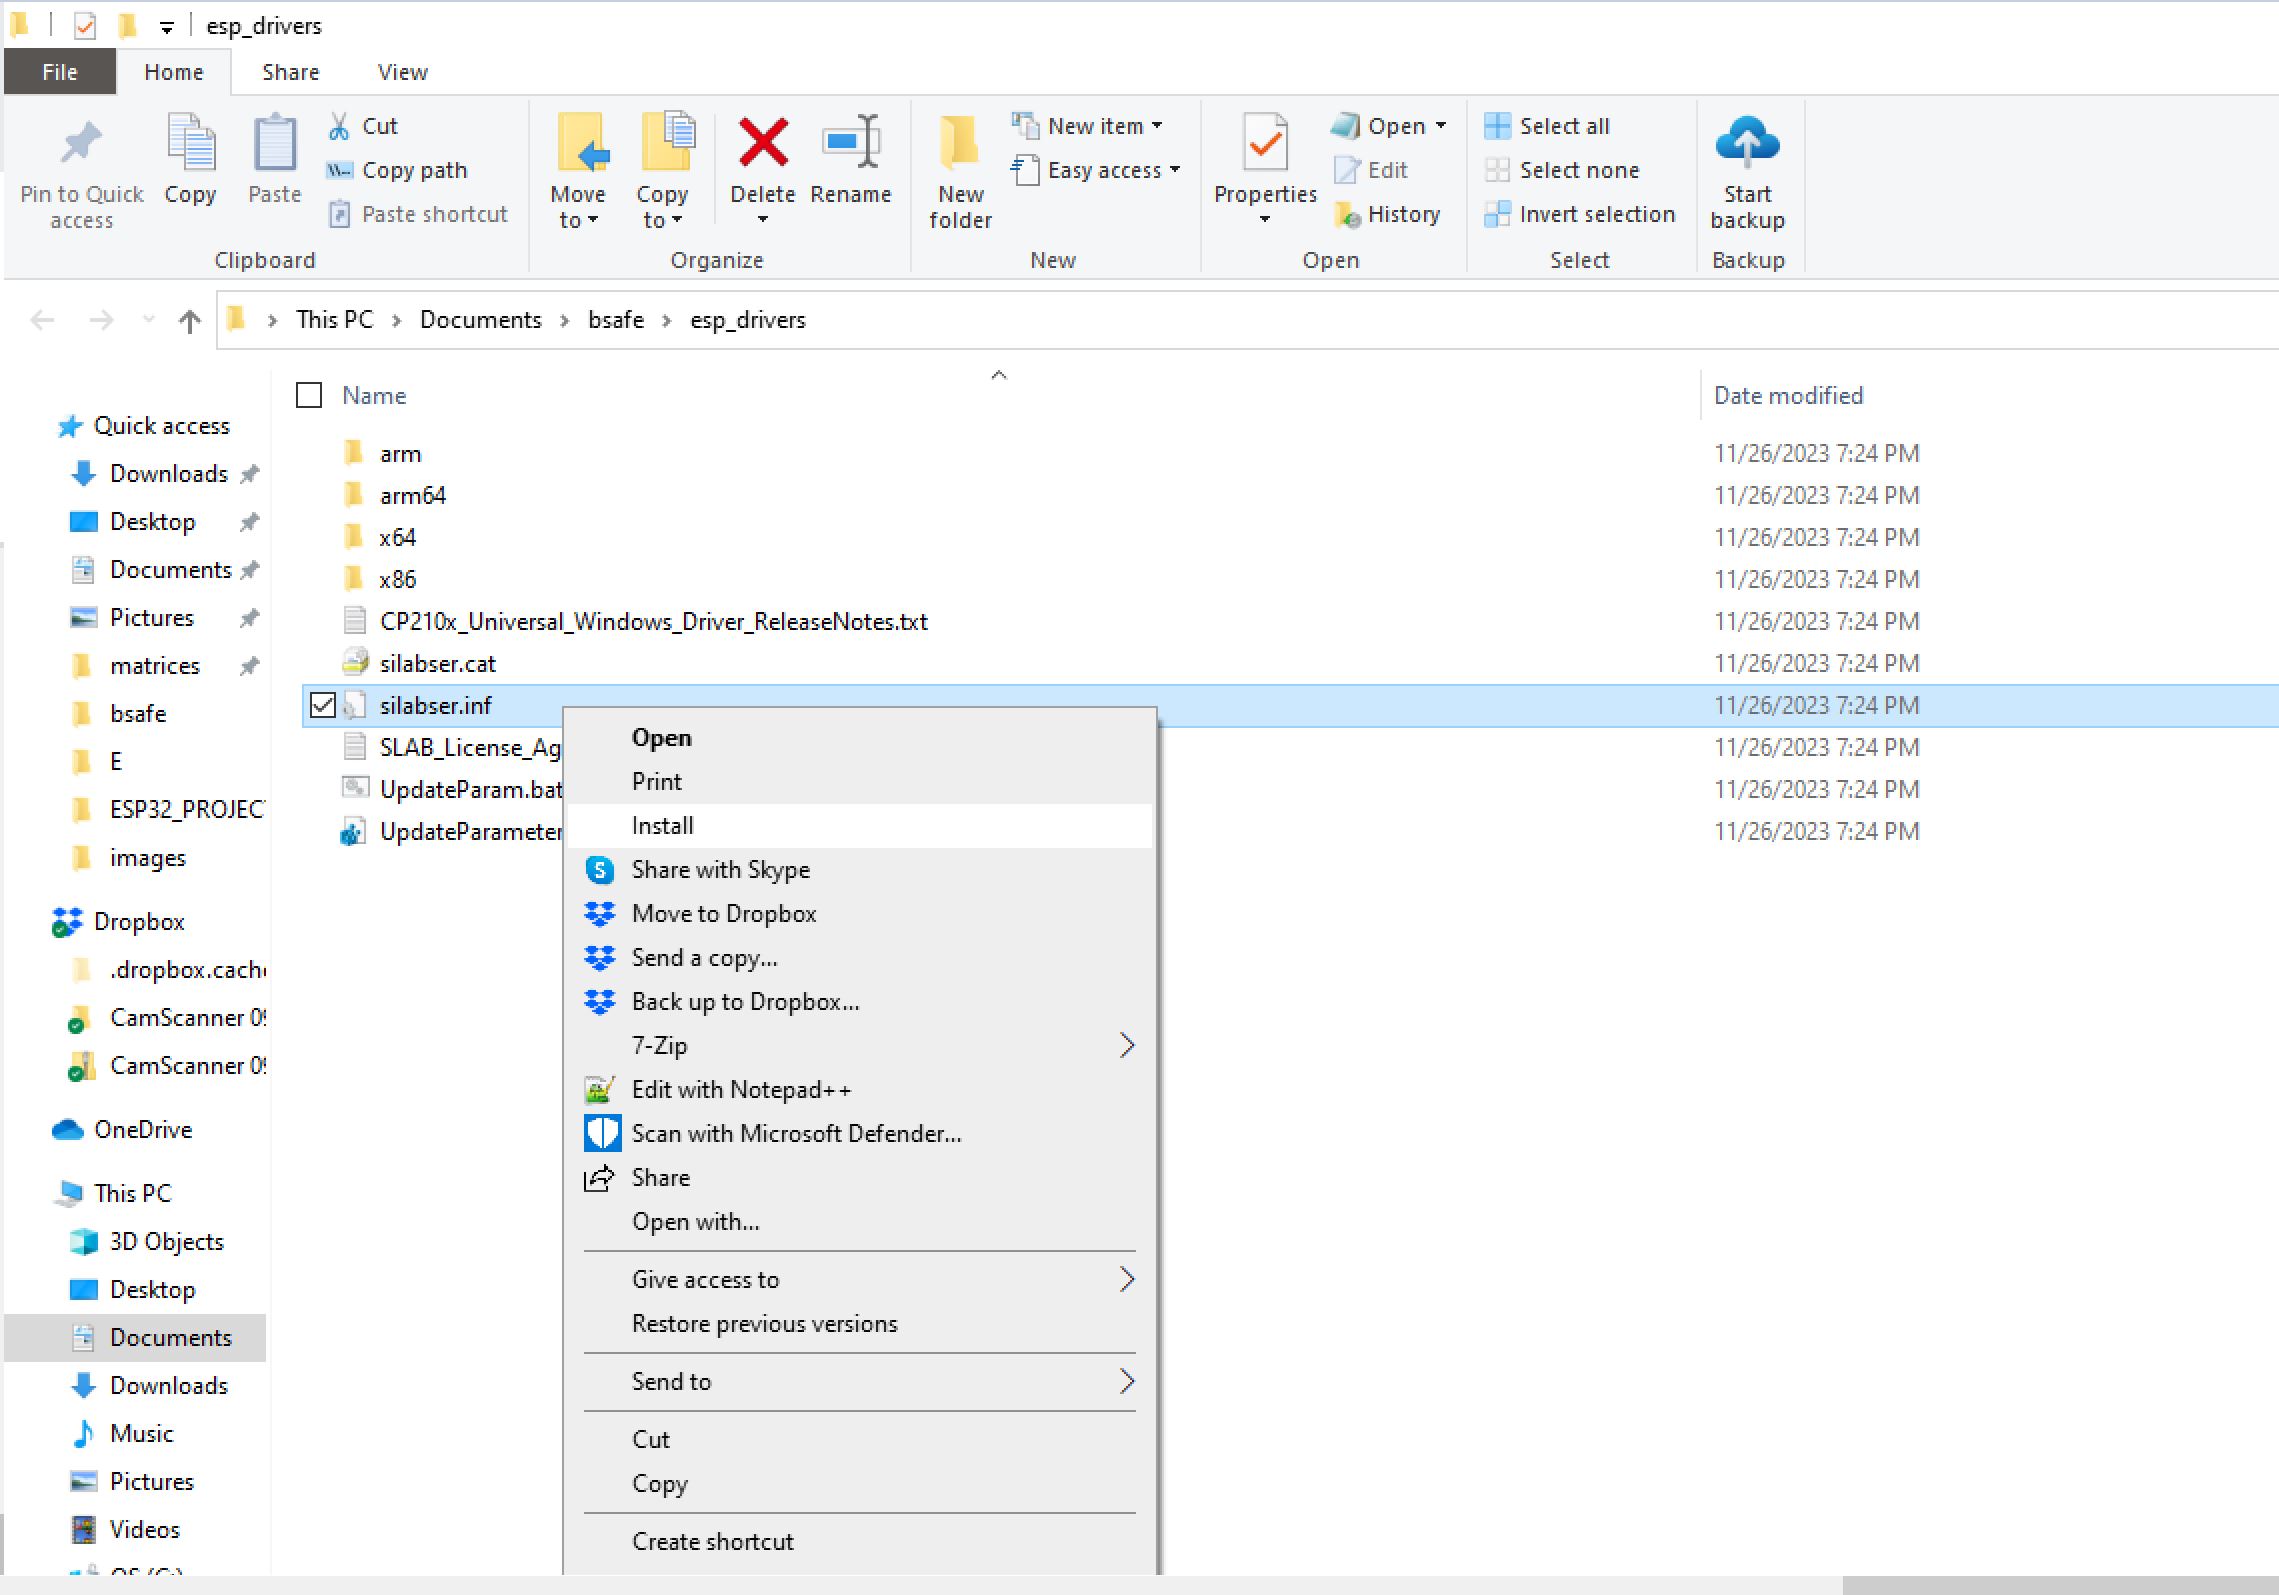 esp_drivers
File Home Share View
Pin to Quick access
Copy
Paste
Cut
Copy path
Paste shortcut
Clipboard
Move to
Copy to
Delete
Rename
Organize
New folder
New item
Easy access
New
Properties
Open
Edit
History
Open
Select all
Select none
Invert selection
Select
Start backup
Backup
This PC > Documents > bsafe > esp_drivers
Name Date modified
Quick access
Downloads
Desktop
Documents
Pictures
matrices
bsafe
E
ESP32_PROJEC
images
Dropbox
.dropbox.cach
CamScanner 0
CamScanner 0
OneDrive
This PC
3D Objects
Desktop
Documents
Downloads
Music
Pictures
Videos
arm 11/26/2023 7:24 PM
arm64 11/26/2023 7:24 PM
x64 11/26/2023 7:24 PM
x86 11/26/2023 7:24 PM
CP210x_Universal_Windows_Driver_ReleaseNotes.txt 11/26/2023 7:24 PM
silabser.cat 11/26/2023 7:24 PM
silabser.inf 11/26/2023 7:24 PM
SLAB_License_Ag 11/26/2023 7:24 PM
UpdateParam.bat 11/26/2023 7:24 PM
UpdateParameter 11/26/2023 7:24 PM
Open
Print
Install
Share with Skype
Move to Dropbox
Send a copy...
Back up to Dropbox...
7-Zip
Edit with Notepad++
Scan with Microsoft Defender...
Share
Open with...
Give access to
Restore previous versions
Send to
Cut
Copy
Create shortcut